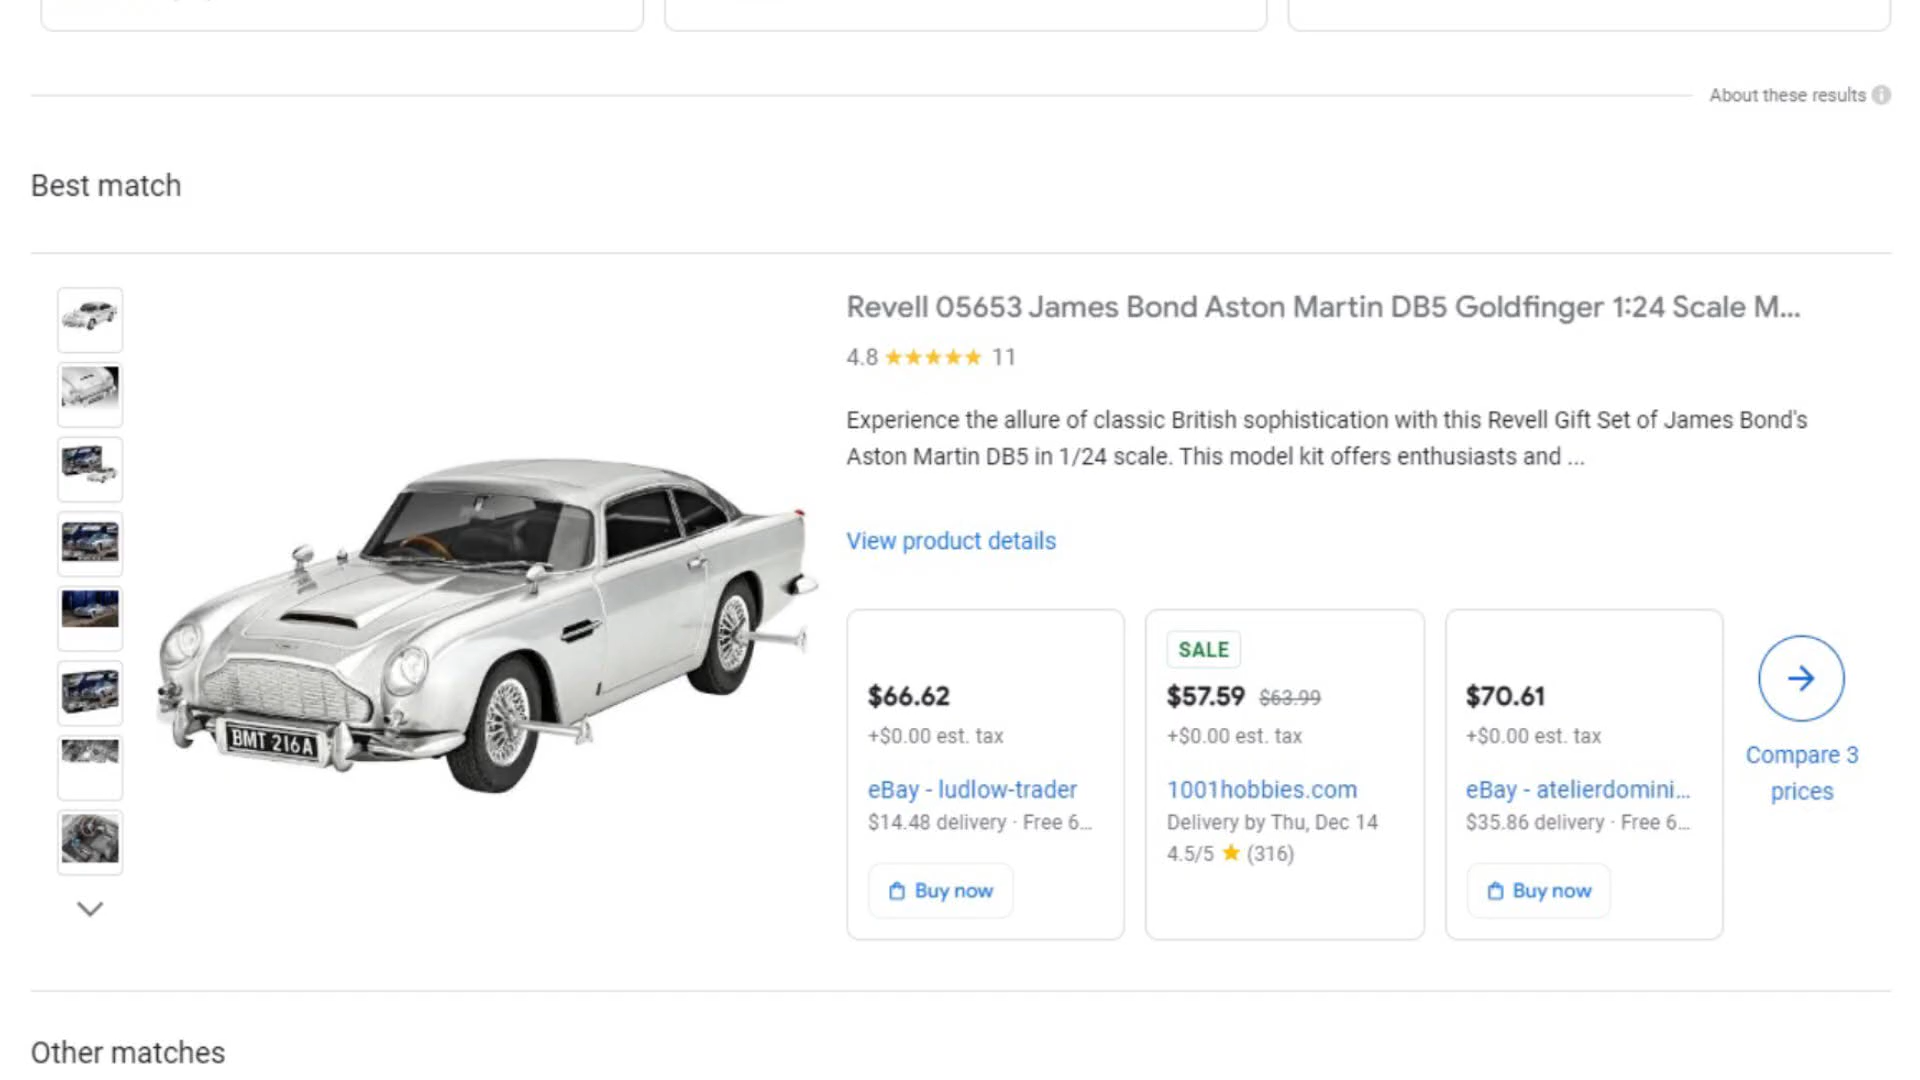 About these results
Best match
Revell 05653 James Bond Aston Martin DB5 Goldfinger 1:24 Scale M...
4.8 11
Experience the allure of classic British sophistication with this Revell Gift Set of James Bond's
Aston Martin DB5 in 1/24 scale. This model kit offers enthusiasts and ...
View product details
BMT 216A
$66.62
+$0.00 est. tax
eBay - ludlow-trader
$14.48 delivery · Free 6...
Buy now
SALE
$57.59 $63.99
+$0.00 est. tax
1001hobbies.com
Delivery by Thu, Dec 14
4.5/5 ★ (316)
$70.61
+$0.00 est. tax
eBay - atelierdomini...
$35.86 delivery · Free 6...
Buy now
Compare 3
prices
Other matches